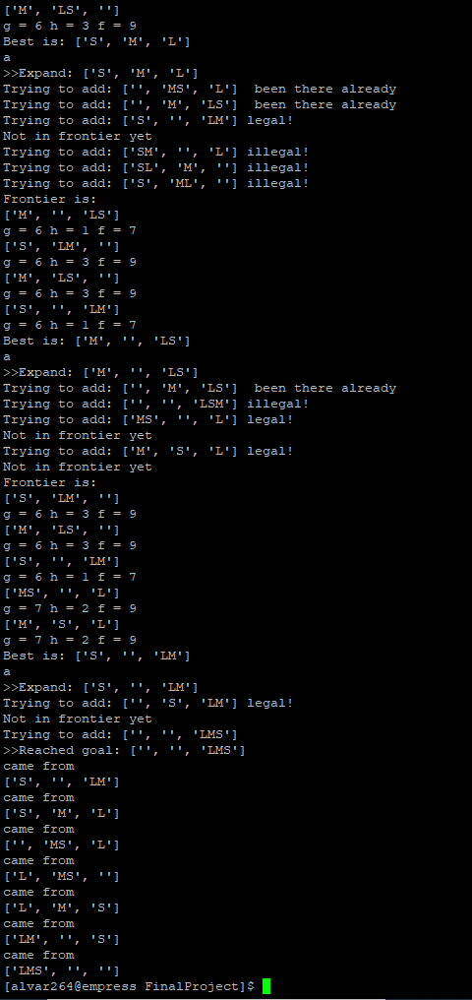 ['M', 'LS', '']
g = 6 h = 3 f = 9
Best is: ['S', 'M', 'L']
a
>>Expand: ['S', 'M', 'L']
Trying to add: ['', 'MS', 'L']  been there already
Trying to add: ['', 'M', 'LS']  been there already
Trying to add: ['S', '', 'LM'] legal!
Not in frontier yet
Trying to add: ['SM', '', 'L'] illegal!
Trying to add: ['SL', 'M', ''] illegal!
Trying to add: ['S', 'ML', ''] illegal!
Frontier is:
['M', '', 'LS']
g = 6 h = 1 f = 7
['S', 'LM', '']
g = 6 h = 3 f = 9
['M', 'LS', '']
g = 6 h = 3 f = 9
['S', '', 'LM']
g = 6 h = 1 f = 7
Best is: ['M', '', 'LS']
a
>>Expand: ['M', '', 'LS']
Trying to add: ['', 'M', 'LS']  been there already
Trying to add: ['', '', 'LSM'] illegal!
Trying to add: ['MS', '', 'L'] legal!
Not in frontier yet
Trying to add: ['M', 'S', 'L'] legal!
Not in frontier yet
Frontier is:
['S', 'LM', '']
g = 6 h = 3 f = 9
['M', 'LS', '']
g = 6 h = 3 f = 9
['S', '', 'LM']
g = 6 h = 1 f = 7
['MS', '', 'L']
g = 7 h = 2 f = 9
['M', 'S', 'L']
g = 7 h = 2 f = 9
Best is: ['S', '', 'LM']
a
>>Expand: ['S', '', 'LM']
Trying to add: ['', 'S', 'LM'] legal!
Not in frontier yet
Trying to add: ['', '', 'LMS']
>>Reached goal: ['', '', 'LMS']
came from
['S', '', 'LM']
came from
['S', 'M', 'L']
came from
['', 'MS', 'L']
came from
['L', 'MS', '']
came from
['L', 'M', 'S']
came from
['LM', '', 'S']
came from
['LMS', '', '']
[alvar264@empress FinalProject]$